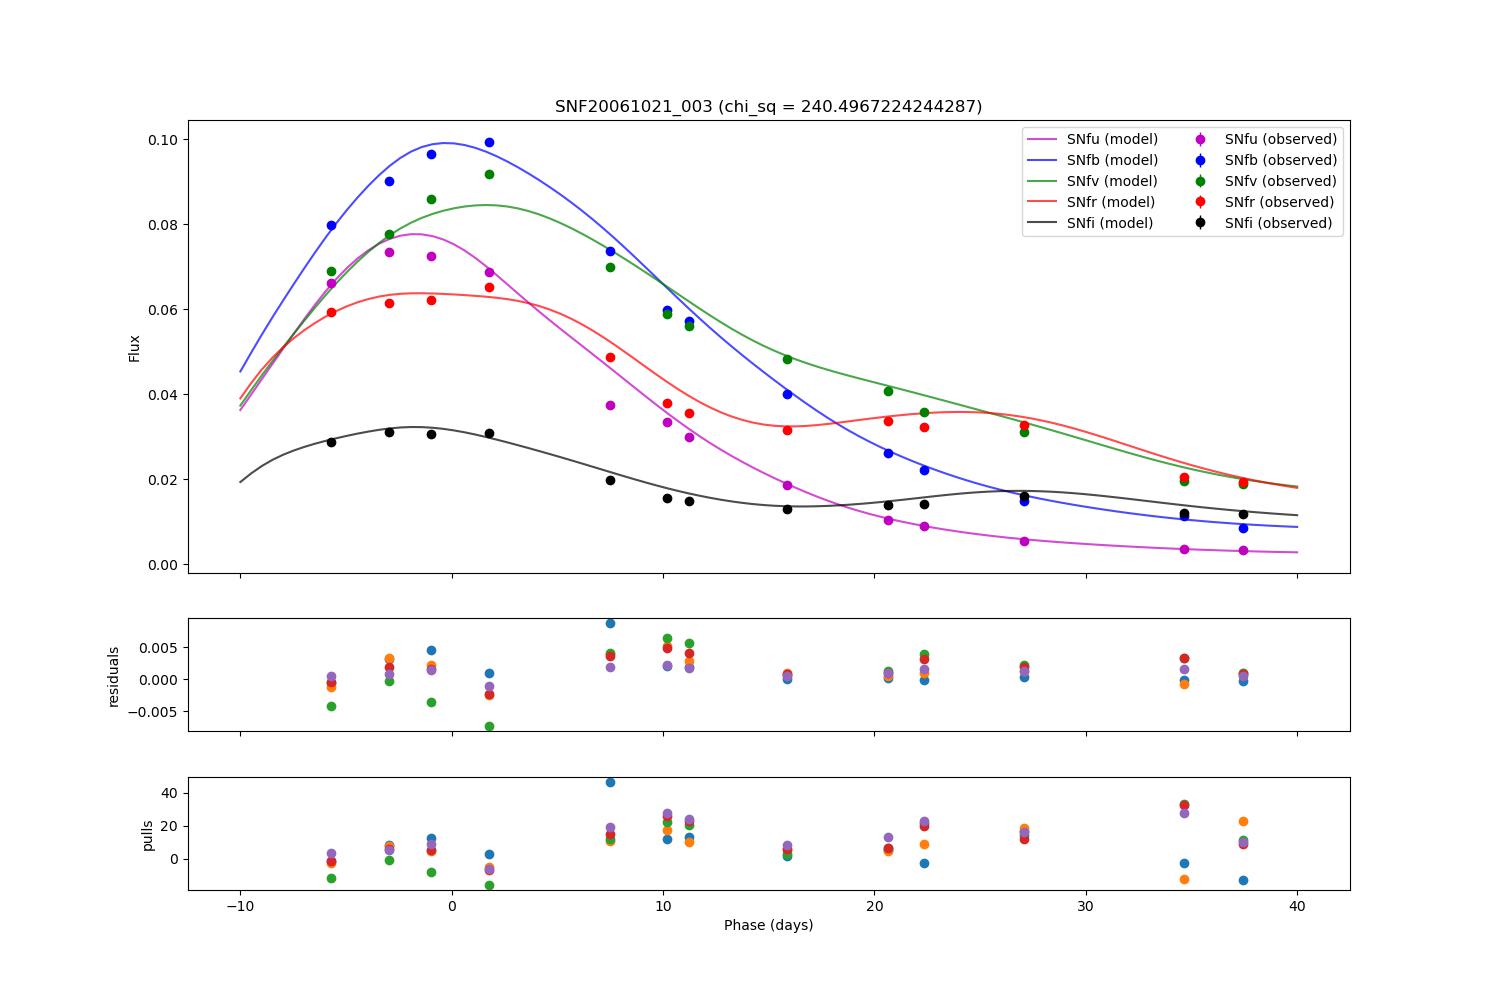 SNF20061021_003 (chi_sq = 240.4967224244287)
0.10
0.08
0.06
0.04
0.02
0.00
Flux
SNfu (model)
SNfb (model)
SNfv (model)
SNfr (model)
SNfi (model)
SNfu (observed)
SNfb (observed)
SNfv (observed)
SNfr (observed)
SNfi (observed)
0.005
0.000
−0.005
residuals
40
20
0
pulls
−10 0 10 20 30 40
Phase (days)